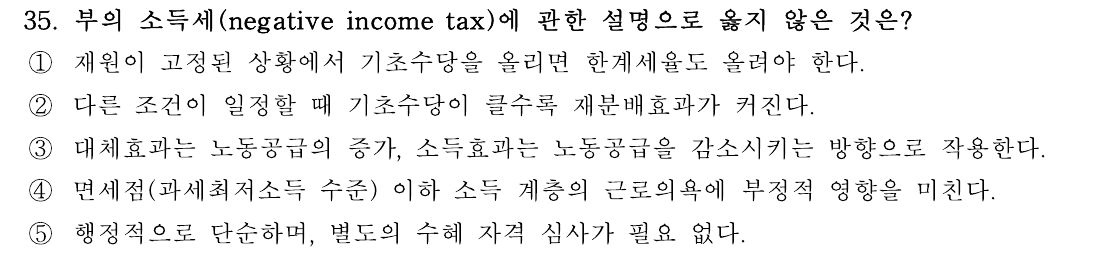 35. 부의 소득세(negative income tax)에 관한 설명으로 옳지 않은 것은?
① 재원이 고정된 상황에서 기초수당을 올리면 한계세율도 올려야 한다.
② 다른 조건이 일정할 때 기초수당이 클수록 재분배효과가 커진다.
③ 대체효과는 노동공급의 증가, 소득효과는 노동공급을 감소시키는 방향으로 작용한다.
④ 면세점(과세최저소득 수준) 이하 소득 계층의 근로의욕에 부정적 영향을 미친다.
⑤ 행정적으로 단순하며, 별도의 수혜 자격 심사가 필요 없다.